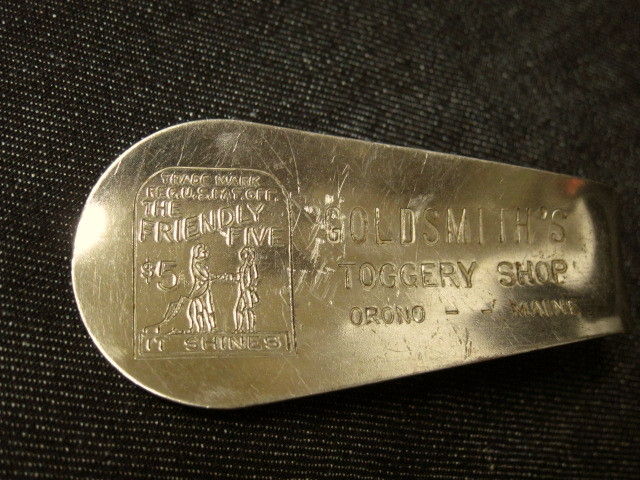 TRADE MARK
REG. U.S. PAT. OFF.
THE
FRIENDLY
FIVE
$5
IT SHINES
GOLDSMITH'S
TOGGERY SHOP
ORONO - - MAINE